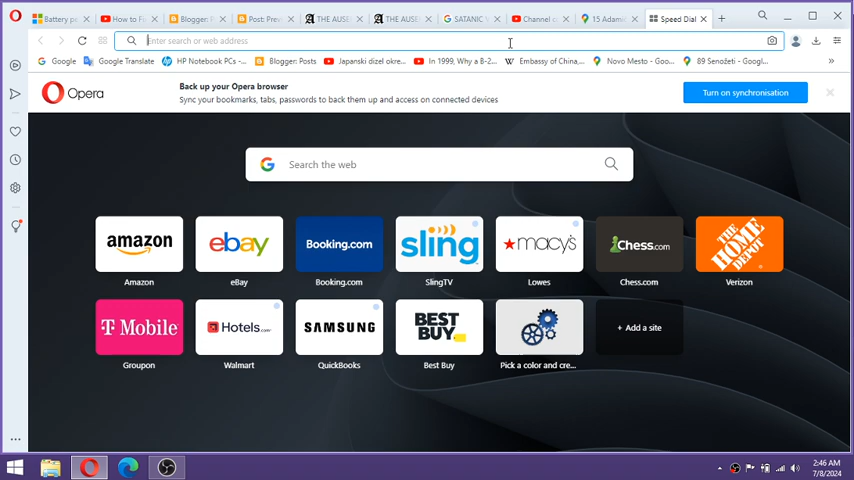 Battery pe
How to Fi
Blogger: P
Post: Previ
THE AUSE
THE AUSE
SATANIC V
Channel c
15 Adamic
Speed Dial
Enter search or web address
Google
Google Translate
HP Notebook PC-...
Blogger: Posts
Japanski dizel okre...
In 1999, Why a B-2...
Embassy of China,...
Novo Mesto - Goo...
89 Senožeti - Googl...
»
Opera
Back up your Opera browser
Sync your bookmarks, tabs, passwords to back them up and access on connected devices
Turn on synchronisation
Search the web
amazon
ebay
Booking.com
sling
macy's
Chess.com
THE HOME DEPOT
Amazon
eBay
Booking.com
SlingTV
Lowes
Chess.com
Verizon
T Mobile
Hotels.com
SAMSUNG
BEST BUY
+ Add a site
Groupon
Walmart
QuickBooks
Best Buy
Pick a color and cre...
2:46 AM
7/8/2024